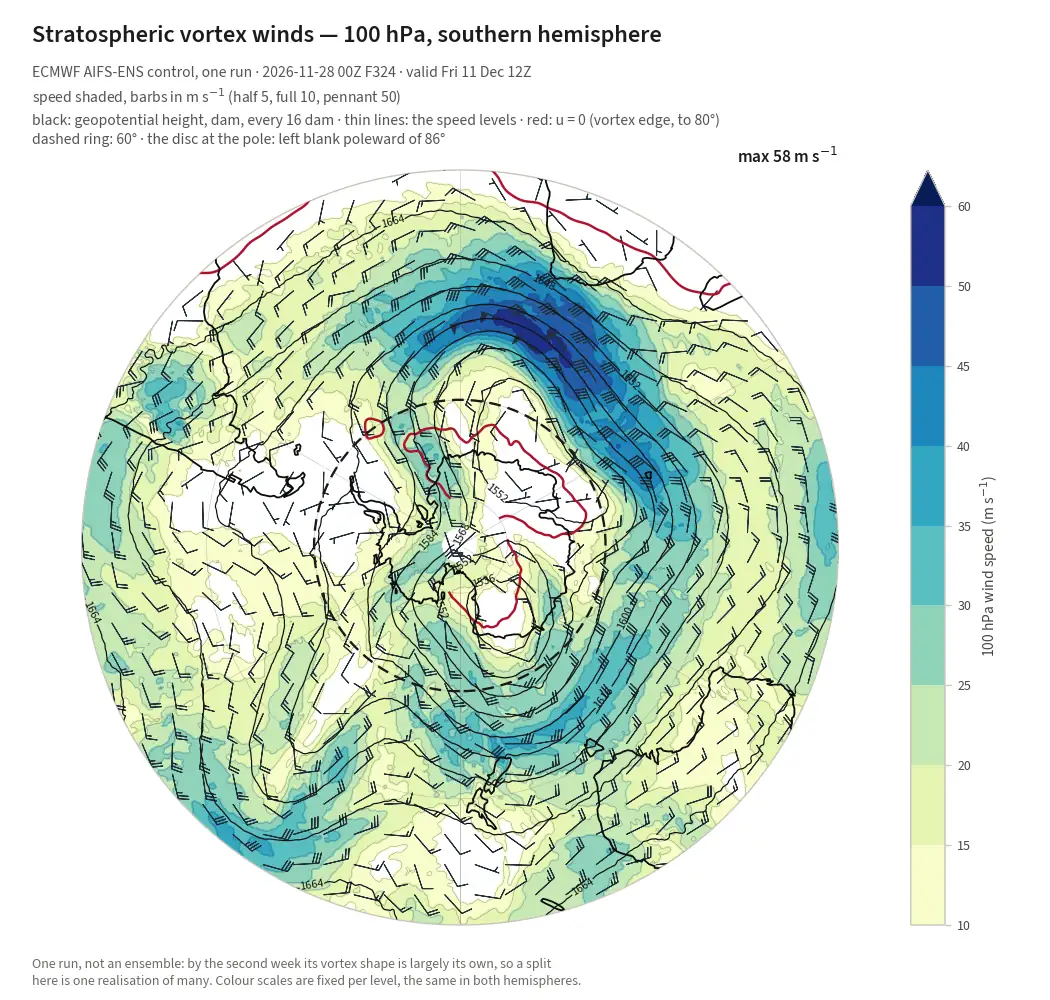 Stratospheric vortex winds — 100 hPa, southern hemisphere
ECMWF AIFS-ENS control, one run · 2026-11-28 00Z F324 · valid Fri 11 Dec 12Z
speed shaded, barbs in m s⁻¹ (half 5, full 10, pennant 50)
black: geopotential height, dam, every 16 dam · thin lines: the speed levels · red: u = 0 (vortex edge, to 80°)
dashed ring: 60° · the disc at the pole: left blank poleward of 86°
max 58 m s⁻¹
1664
1552
1584
1568
1536
1600
1616
1664
1664
1664
60
50
45
40
35
30
25
20
15
10
100 hPa wind speed (m s⁻¹)
One run, not an ensemble: by the second week its vortex shape is largely its own, so a split
here is one realisation of many. Colour scales are fixed per level, the same in both hemispheres.